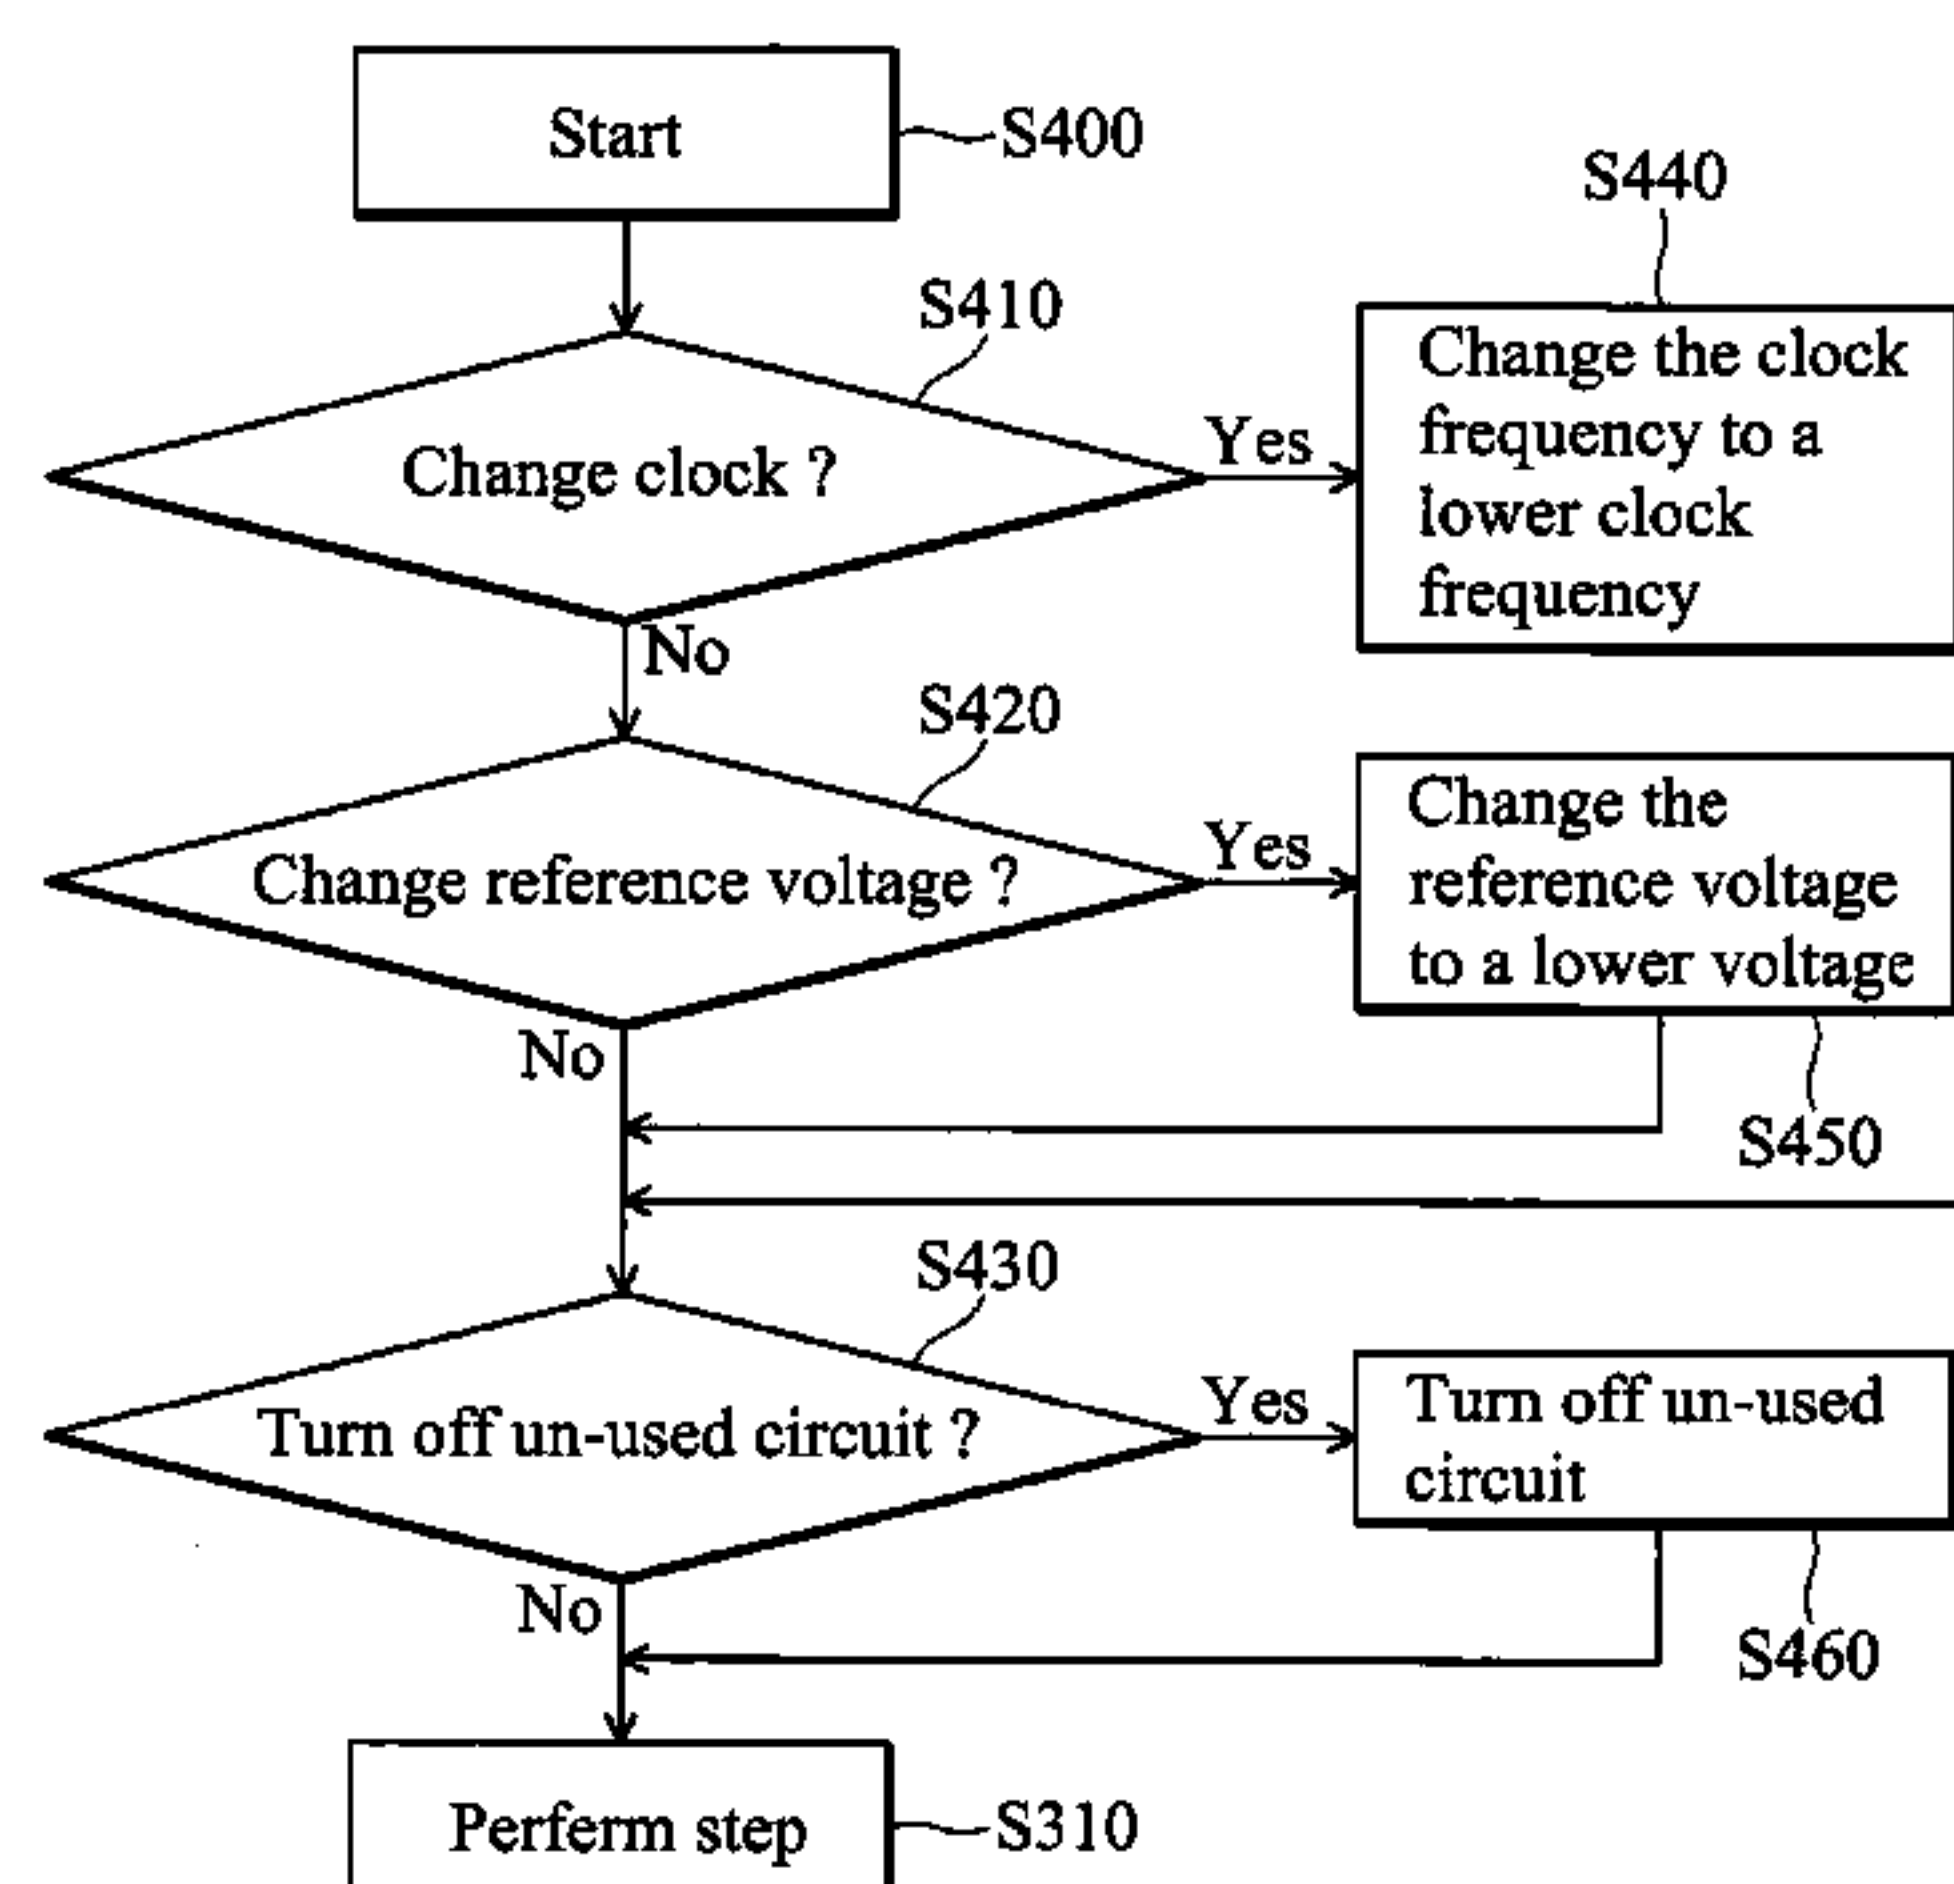 Start
S400
S440
S410
Change the clock
frequency to a
lower clock
frequency
Yes
Change clock ?
No
S420
Change the
reference voltage
to a lower voltage
Yes
Change reference voltage ?
No
S450
S430
Turn off un-used
circuit
Yes
Turn off un-used circuit ?
No
S460
Perferm step
S310